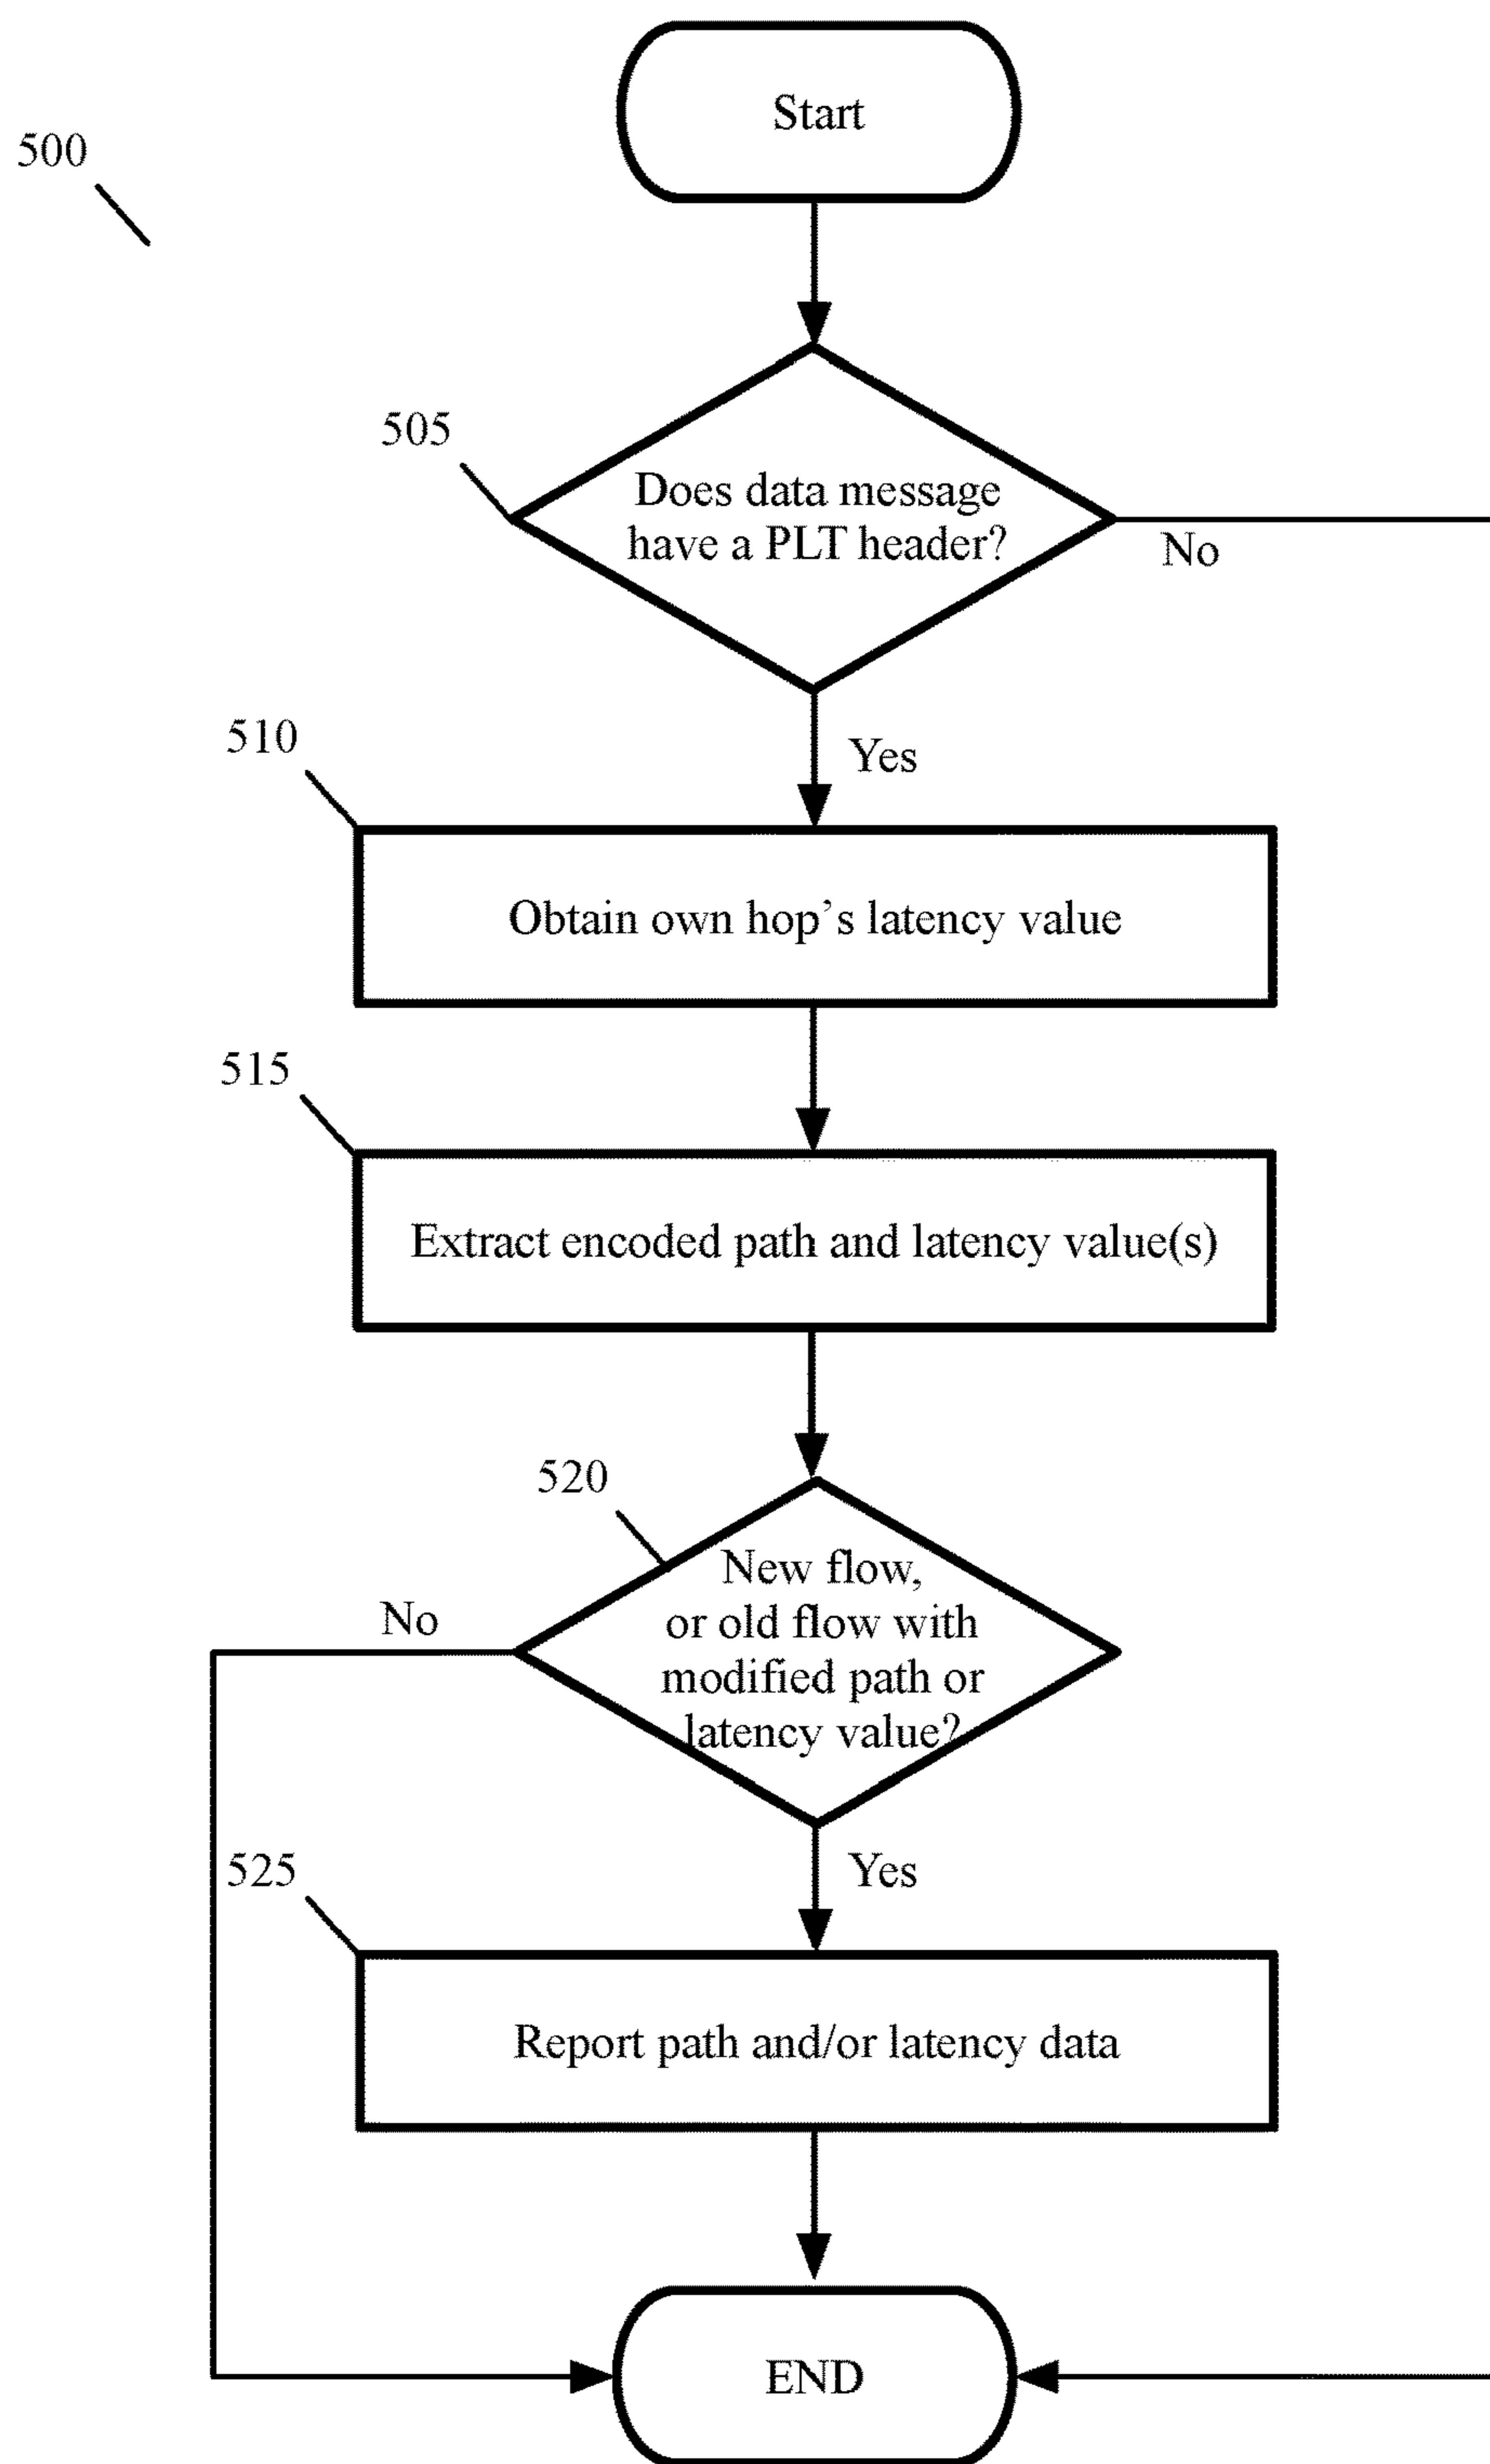 Start
500
505
Does data message
have a PLT header?
No
510
Yes
Obtain own hop's latency value
515
Extract encoded path and latency value(s)
520
New flow,
or old flow with
modified path or
latency value?
No
525
Yes
Report path and/or latency data
END